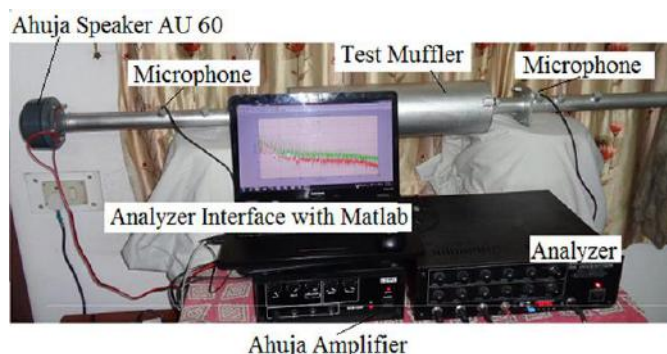 Ahuja Speaker AU 60
Test Muffler
Microphone
Microphone
Analyzer Interface with Matlab
Analyzer
Ahuja Amplifier